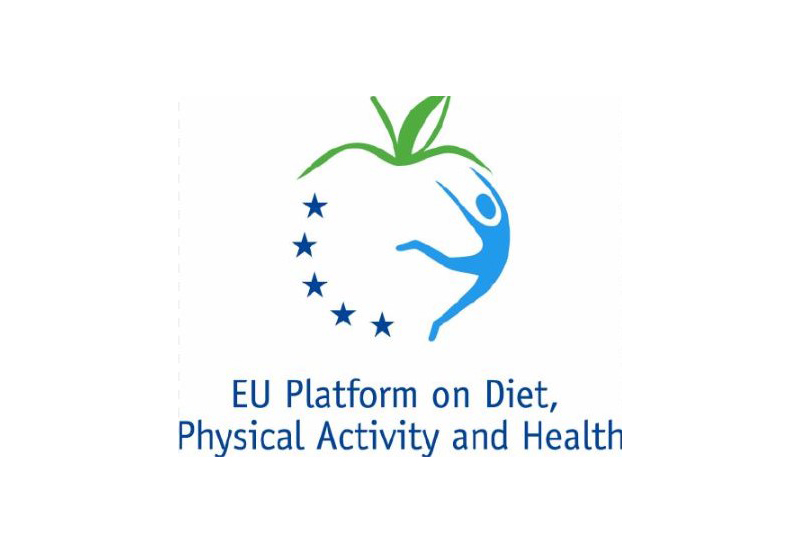 EU Platform on Diet,
Physical Activity and Health